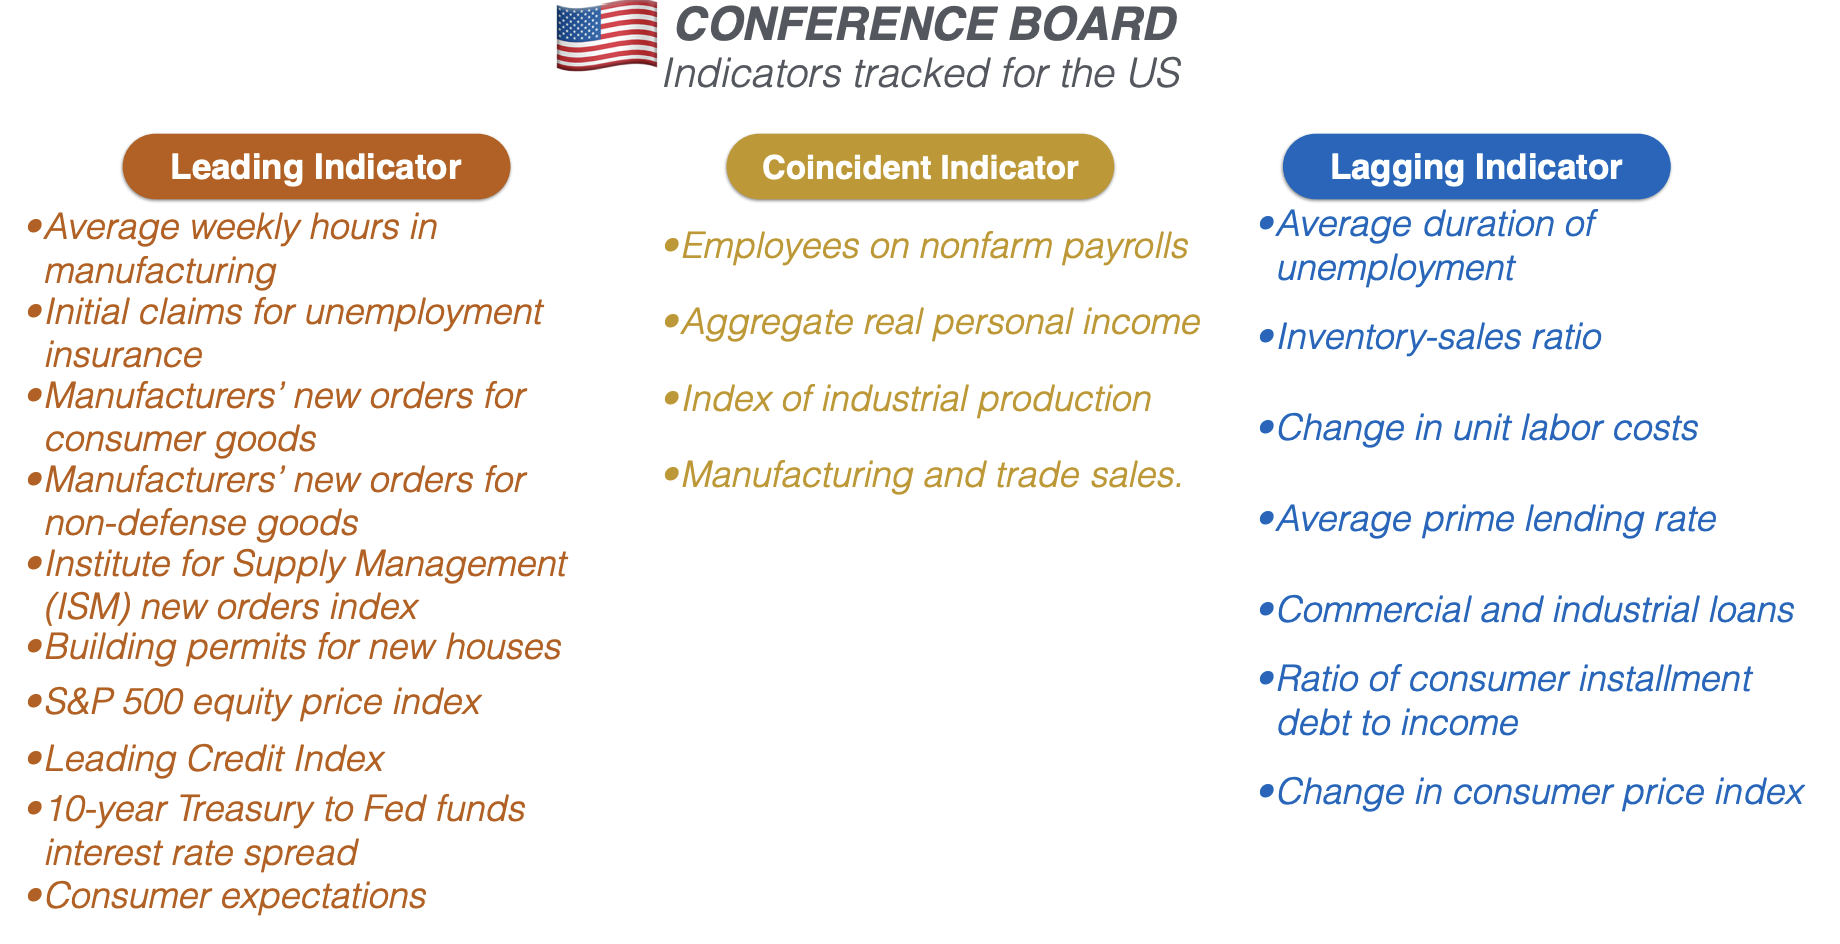 CONFERENCE BOARD
Indicators tracked for the US
Leading Indicator
•Average weekly hours in
manufacturing
•Initial claims for unemployment
insurance
•Manufacturers’ new orders for
consumer goods
•Manufacturers’ new orders for
non-defense goods
•Institute for Supply Management
(ISM) new orders index
•Building permits for new houses
•S&P 500 equity price index
•Leading Credit Index
•10-year Treasury to Fed funds
interest rate spread
•Consumer expectations
Coincident Indicator
•Employees on nonfarm payrolls
•Aggregate real personal income
•Index of industrial production
•Manufacturing and trade sales.
Lagging Indicator
•Average duration of
unemployment
•Inventory-sales ratio
•Change in unit labor costs
•Average prime lending rate
•Commercial and industrial loans
•Ratio of consumer installment
debt to income
•Change in consumer price index